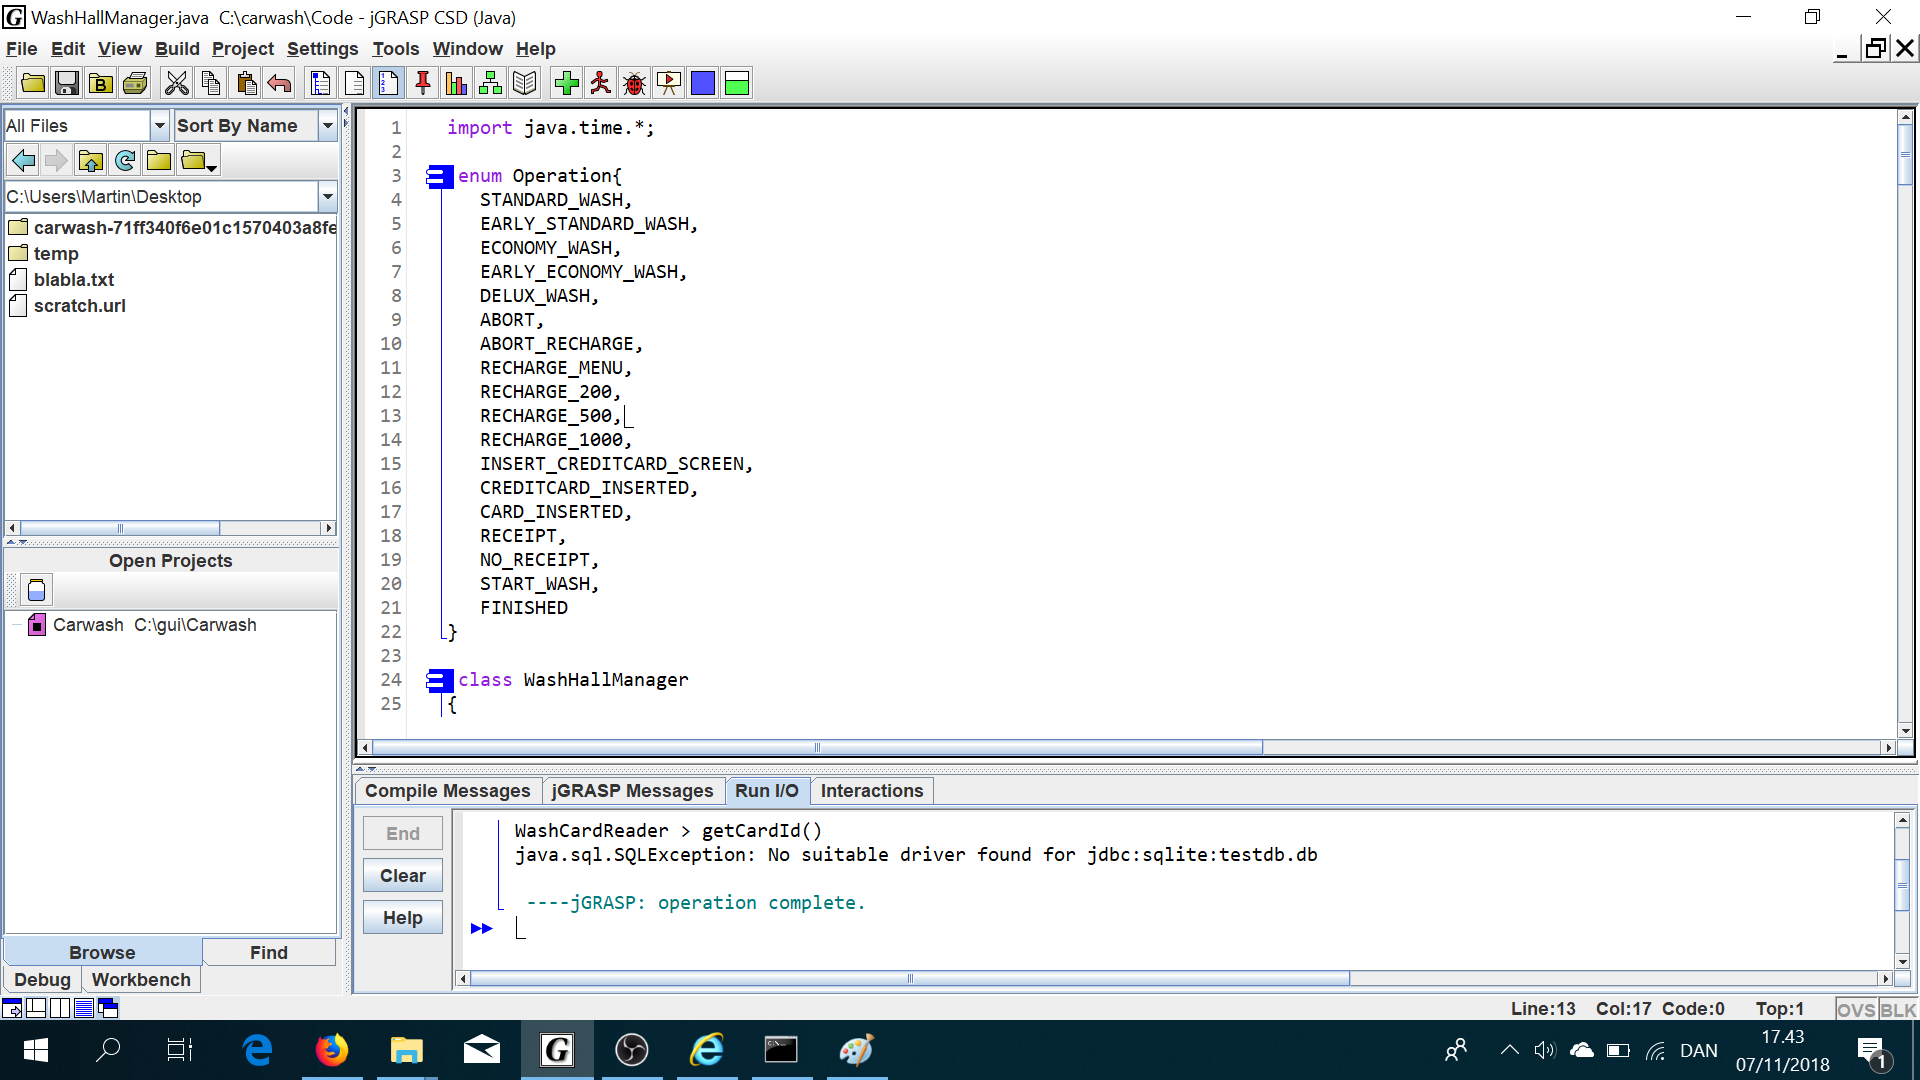 WashHallManager.java  C:\carwash\Code - jGRASP CSD (Java)
File Edit View Build Project Settings Tools Window Help
All Files
Sort By Name
C:\Users\Martin\Desktop
carwash-71ff340f6e01c1570403a8fe
temp
blabla.txt
scratch.url
Open Projects
Carwash  C:\gui\Carwash
Browse
Find
Debug
Workbench
1 import java.time.*;
2
3 enum Operation{
4 STANDARD_WASH,
5 EARLY_STANDARD_WASH,
6 ECONOMY_WASH,
7 EARLY_ECONOMY_WASH,
8 DELUX_WASH,
9 ABORT,
10 ABORT_RECHARGE,
11 RECHARGE_MENU,
12 RECHARGE_200,
13 RECHARGE_500,
14 RECHARGE_1000,
15 INSERT_CREDITCARD_SCREEN,
16 CREDITCARD_INSERTED,
17 CARD_INSERTED,
18 RECEIPT,
19 NO_RECEIPT,
20 START_WASH,
21 FINISHED
22 }
23
24 class WashHallManager
25 {
Compile Messages
jGRASP Messages
Run I/O
Interactions
End
Clear
Help
WashCardReader > getCardId()
java.sql.SQLException: No suitable driver found for jdbc:sqlite:testdb.db
----jGRASP: operation complete.
Line:13 Col:17 Code:0 Top:1 OVS BLK
DAN
17.43
07/11/2018
1